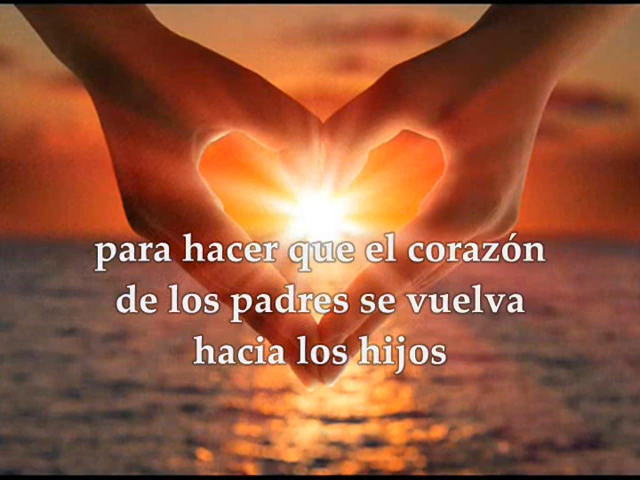 para hacer que el corazón
de los padres se vuelva
hacia los hijos